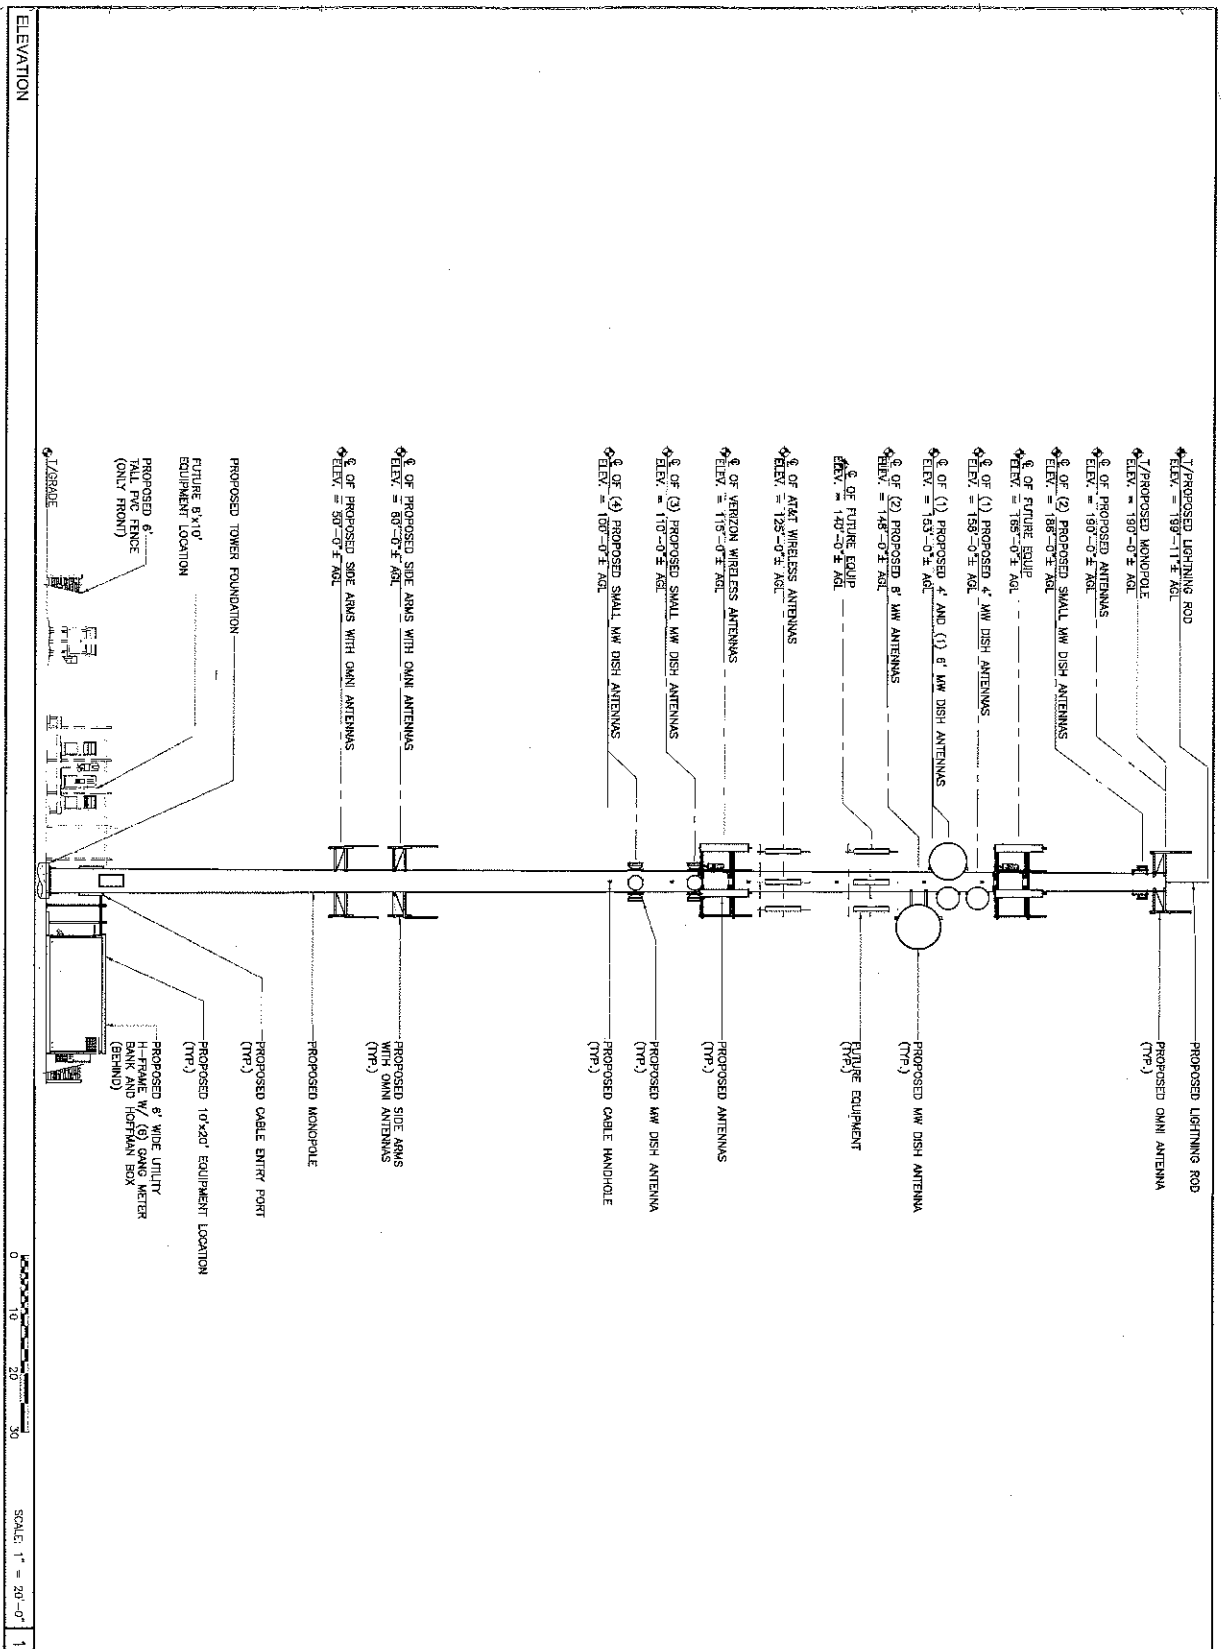 T/PROPOSED LIGHTNING ROD
ELEV. = 199'-11"± AGL
T/PROPOSED MONOPOLE
ELEV. = 190'-0"± AGL
℄ OF PROPOSED ANTENNAS
ELEV. = 190'-0"± AGL
℄ OF (2) PROPOSED SMALL MW DISH ANTENNAS
℄ OF FUTURE EQUIP
ELEV. = 165'-0"± AGL
℄ OF (1) PROPOSED 4' MW DISH ANTENNAS
ELEV. = 158'-0"± AGL
℄ OF (1) PROPOSED 4' AND (1) 6' MW DISH ANTENNAS
ELEV. = 153'-0"± AGL
℄ OF (2) PROPOSED 8' MW ANTENNAS
ELEV. = 148'-0"± AGL
℄ OF FUTURE EQUIP
ELEV. = 140'-0"± AGL
℄ OF AT&T WIRELESS ANTENNAS
ELEV. = 125'-0"± AGL
℄ OF VERIZON WIRELESS ANTENNAS
ELEV. = 115'-0"± AGL
℄ OF (3) PROPOSED SMALL MW DISH ANTENNAS
ELEV. = 110'-0"± AGL
℄ OF (4) PROPOSED SMALL MW DISH ANTENNAS
ELEV. = 100'-0"± AGL
℄ OF PROPOSED SIDE ARMS WITH OMNI ANTENNAS
ELEV. = 60'-0"± AGL
℄ OF PROPOSED SIDE ARMS WITH OMNI ANTENNAS
ELEV. = 50'-0"± AGL
PROPOSED TOWER FOUNDATION
FUTURE 8'x10'
EQUIPMENT LOCATION
PROPOSED 6'
TALL PVC FENCE
(ONLY FRONT)
T/GRADE
PROPOSED LIGHTNING ROD
PROPOSED OMNI ANTENNA
(TYP.)
PROPOSED MW DISH ANTENNA
(TYP.)
FUTURE EQUIPMENT
(TYP.)
PROPOSED ANTENNAS
(TYP.)
PROPOSED MW DISH ANTENNA
(TYP.)
PROPOSED CABLE HANDHOLE
(TYP.)
PROPOSED SIDE ARMS
WITH OMNI ANTENNAS
(TYP.)
PROPOSED MONOPOLE
PROPOSED CABLE ENTRY PORT
(TYP.)
PROPOSED 10'x20' EQUIPMENT LOCATION
(TYP.)
PROPOSED 6' WIDE UTILITY
H-FRAME W/ (6) GANG METER
BANK AND HOFFMAN BOX
(BEHIND)
ELEVATION
0 10 20 30
SCALE: 1" = 20'-0"
1